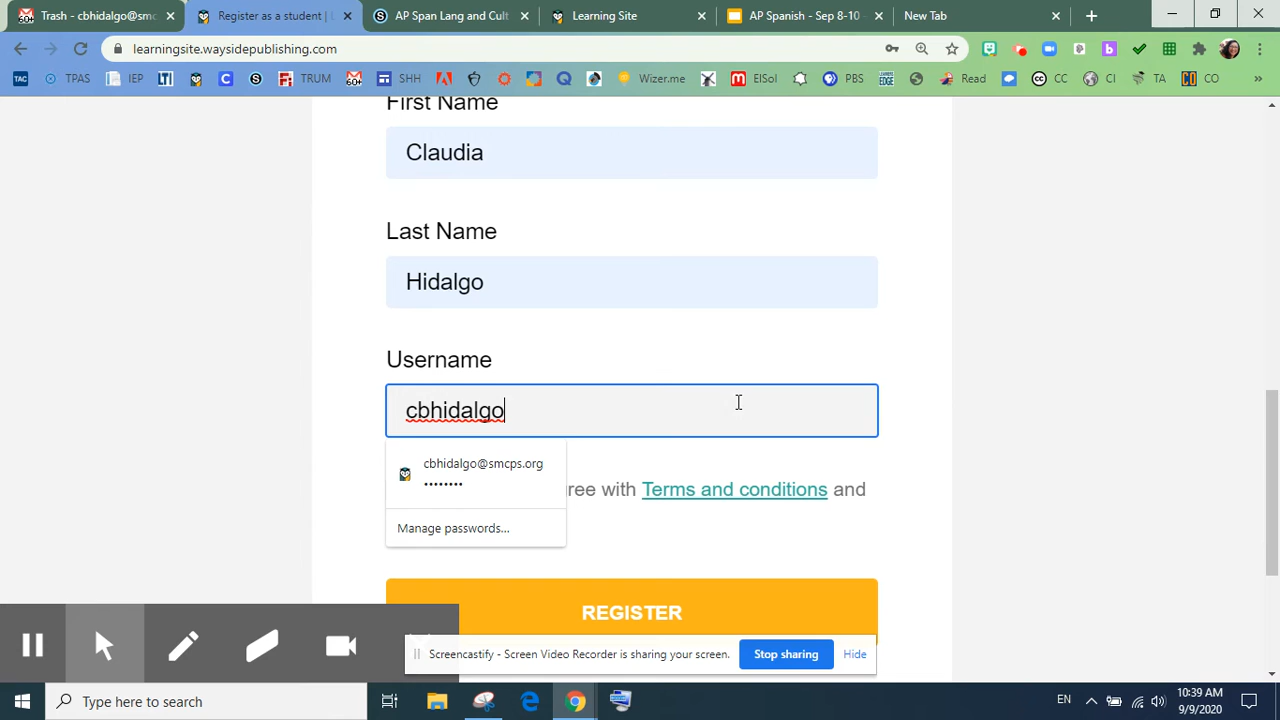 Trash - cbhidalgo@smc
Register as a student |
AP Span Lang and Cult
Learning Site
AP Spanish - Sep 8-10
New Tab
learningsite.waysidepublishing.com
TAC
TPAS
IEP
LTI
TRUM
SHH
Wizer.me
ElSol
PBS
Read
CC
CI
TA
CO
First Name
Claudia
Last Name
Hidalgo
Username
cbhidalgo
cbhidalgo@smcps.org
••••••••
ree with Terms and conditions and
Manage passwords...
REGISTER
Screencastify - Screen Video Recorder is sharing your screen.
Stop sharing
Hide
Type here to search
EN
10:39 AM
9/9/2020